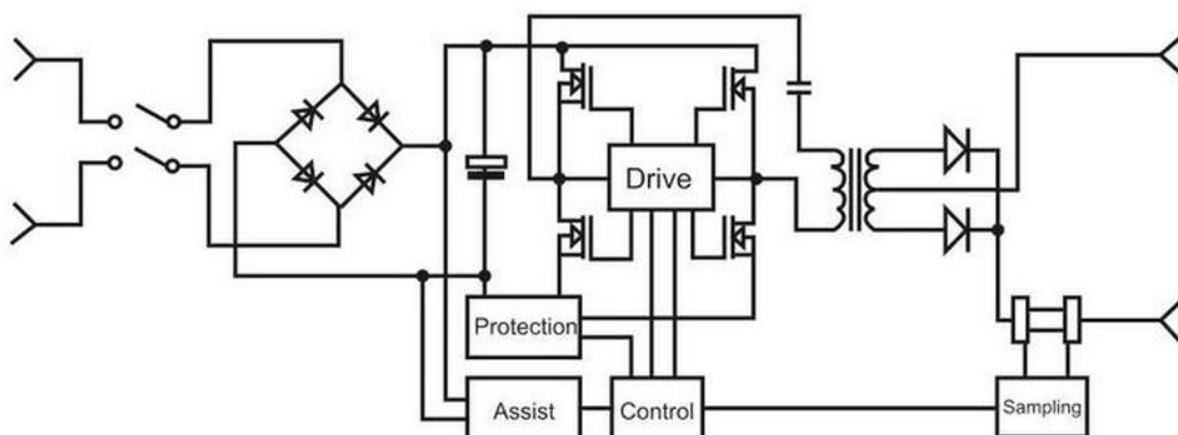 Drive
Protection
Assist
Control
Sampling